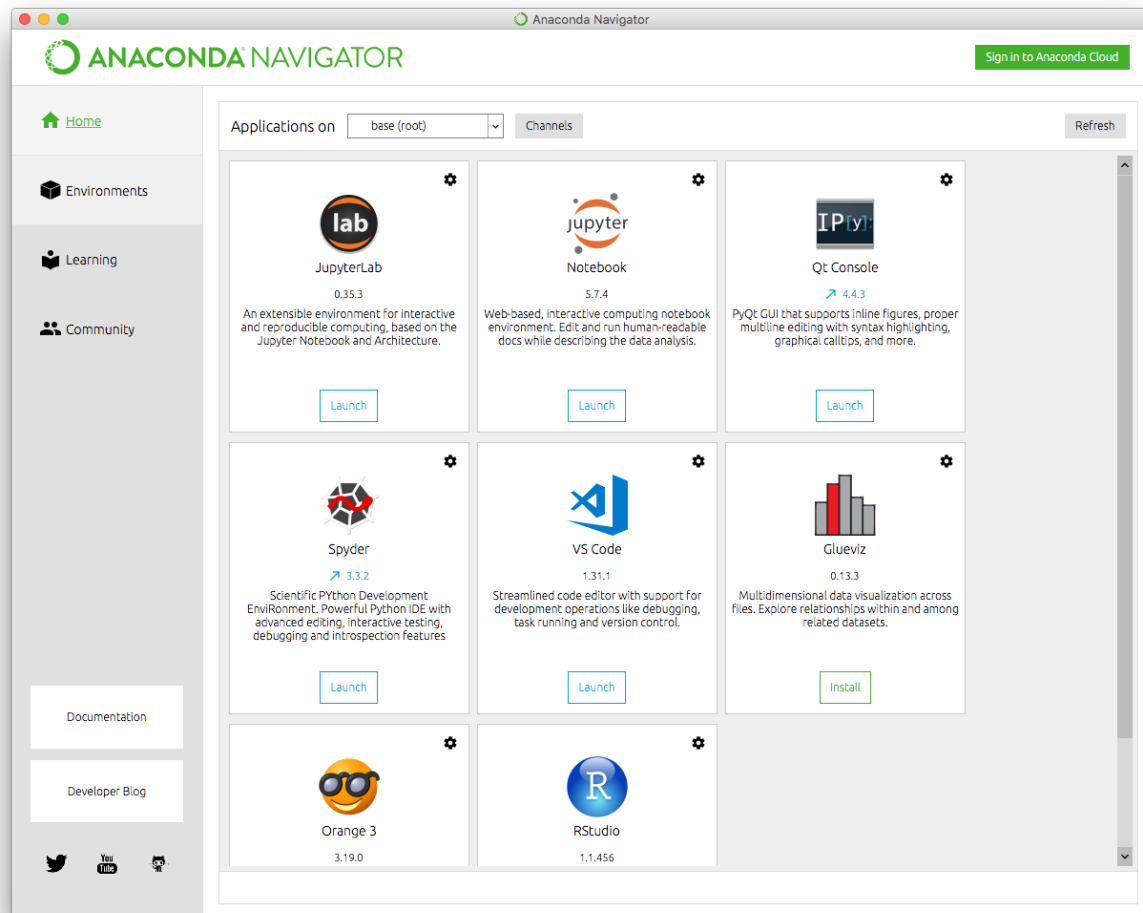 Anaconda Navigator
ANACONDA NAVIGATOR
Sign in to Anaconda Cloud
Home
Environments
Learning
Community
Documentation
Developer Blog
You
Tube
Applications on
base (root)
Channels
Refresh
lab
JupyterLab
0.35.3
An extensible environment for interactive
and reproducible computing, based on the
Jupyter Notebook and Architecture.
Launch
jupyter
Notebook
5.7.4
Web-based, interactive computing notebook
environment. Edit and run human-readable
docs while describing the data analysis.
Launch
IP[y]:
Qt Console
4.4.3
PyQt GUI that supports inline figures, proper
multiline editing with syntax highlighting,
graphical calltips, and more.
Launch
Spyder
3.3.2
Scientific PYthon Development
EnviRonment. Powerful Python IDE with
advanced editing, interactive testing,
debugging and introspection features
Launch
VS Code
1.31.1
Streamlined code editor with support for
development operations like debugging,
task running and version control.
Launch
Glueviz
0.13.3
Multidimensional data visualization across
files. Explore relationships within and among
related datasets.
Install
Orange 3
3.19.0
R
RStudio
1.1.456